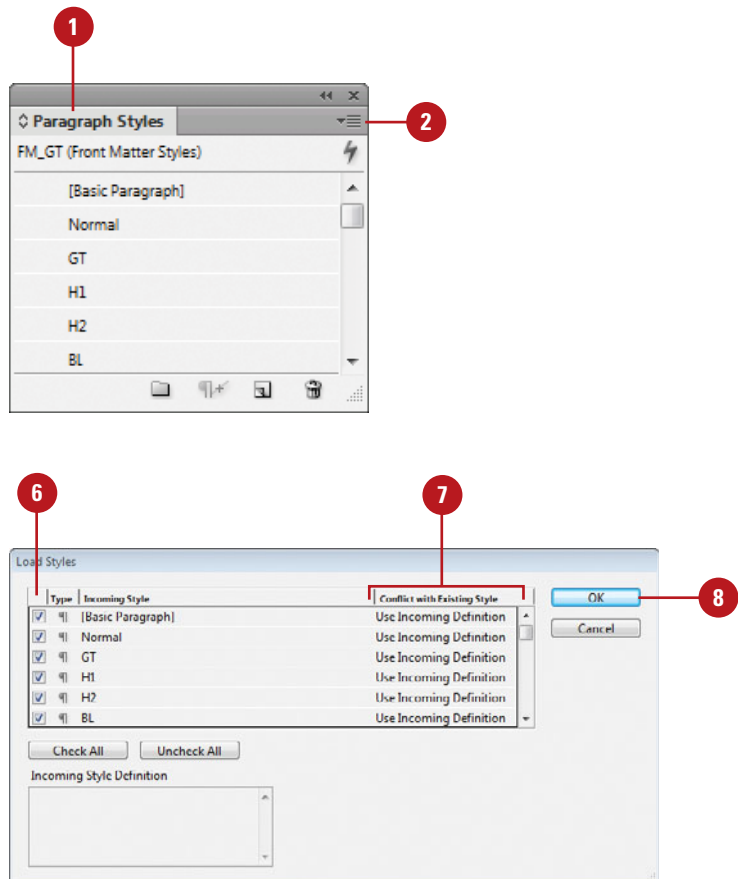 1
Paragraph Styles
2
FM_GT (Front Matter Styles)
[Basic Paragraph]
Normal
GT
H1
H2
BL
6
7
Load Styles
Type Incoming Style Conflict with Existing Style OK 8
[Basic Paragraph] Use Incoming Definition
Normal Use Incoming Definition Cancel
GT Use Incoming Definition
H1 Use Incoming Definition
H2 Use Incoming Definition
BL Use Incoming Definition
Check All Uncheck All
Incoming Style Definition